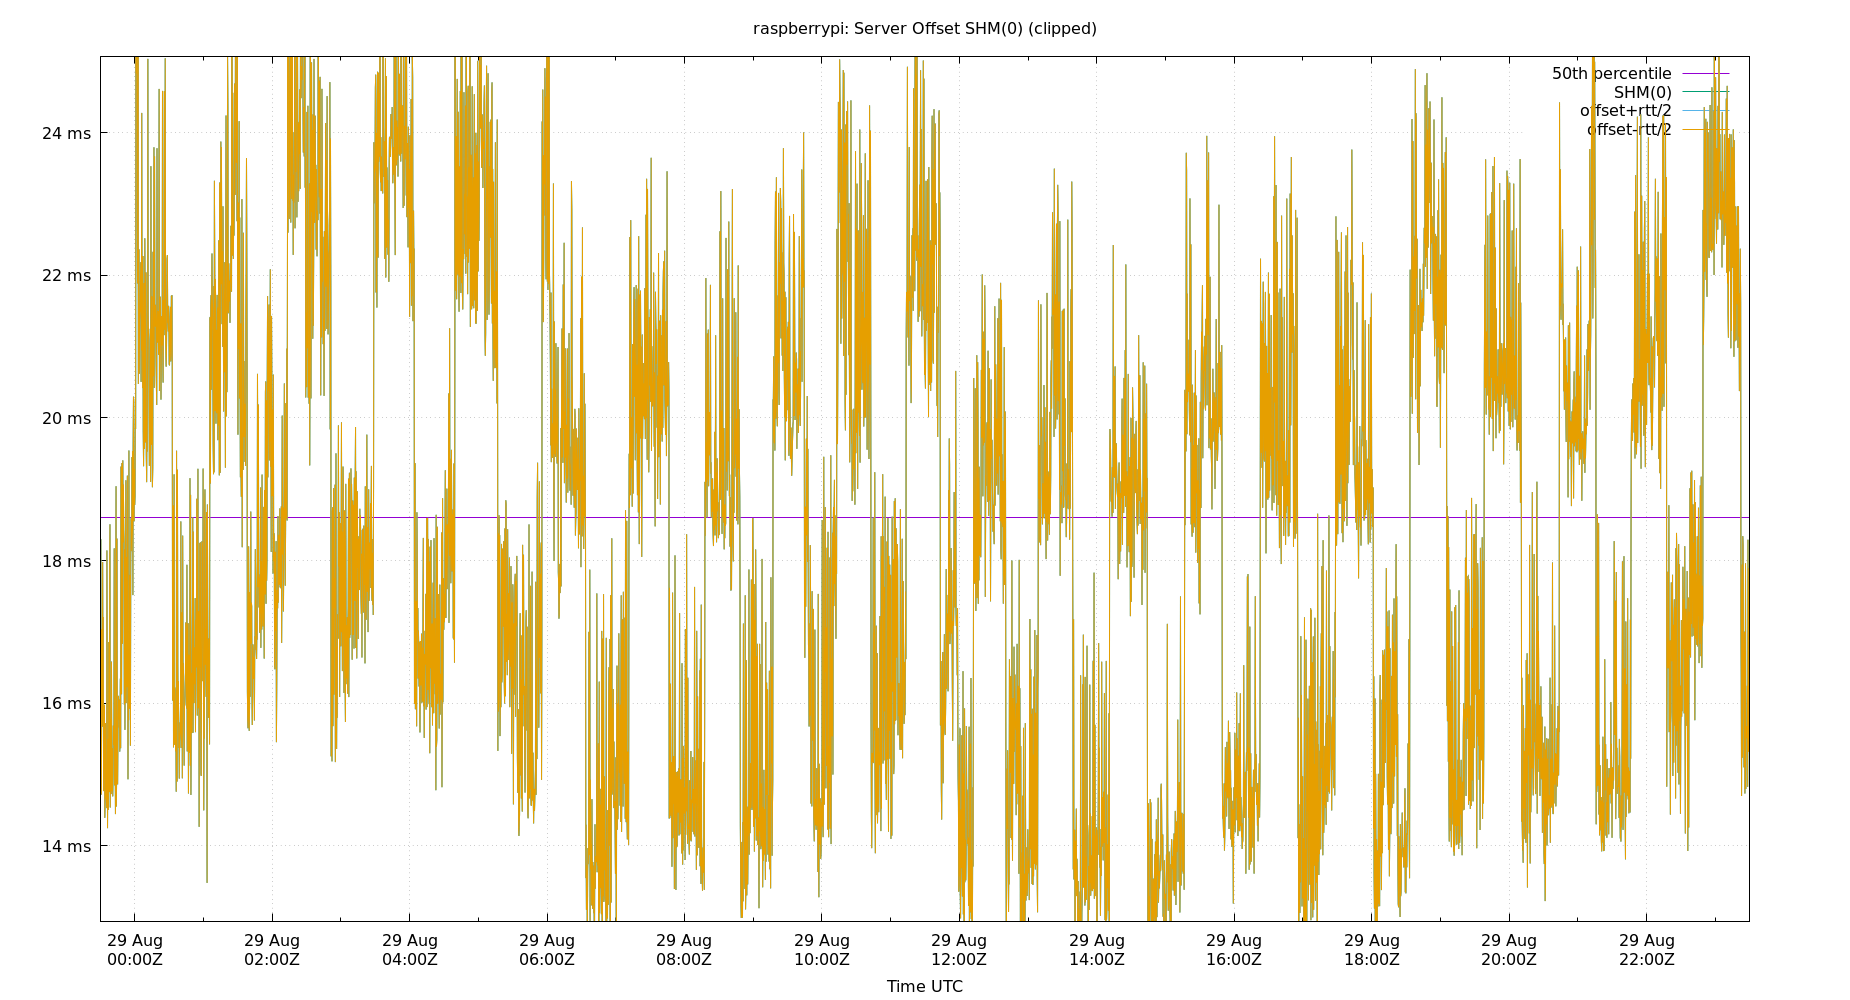 raspberrypi: Server Offset SHM(0) (clipped)
50th percentile
SHM(0)
offset+rtt/2
offset-rtt/2
24 ms
22 ms
20 ms
18 ms
16 ms
14 ms
29 Aug 29 Aug 29 Aug 29 Aug 29 Aug 29 Aug 29 Aug 29 Aug 29 Aug 29 Aug 29 Aug 29 Aug
00:00Z 02:00Z 04:00Z 06:00Z 08:00Z 10:00Z 12:00Z 14:00Z 16:00Z 18:00Z 20:00Z 22:00Z
Time UTC